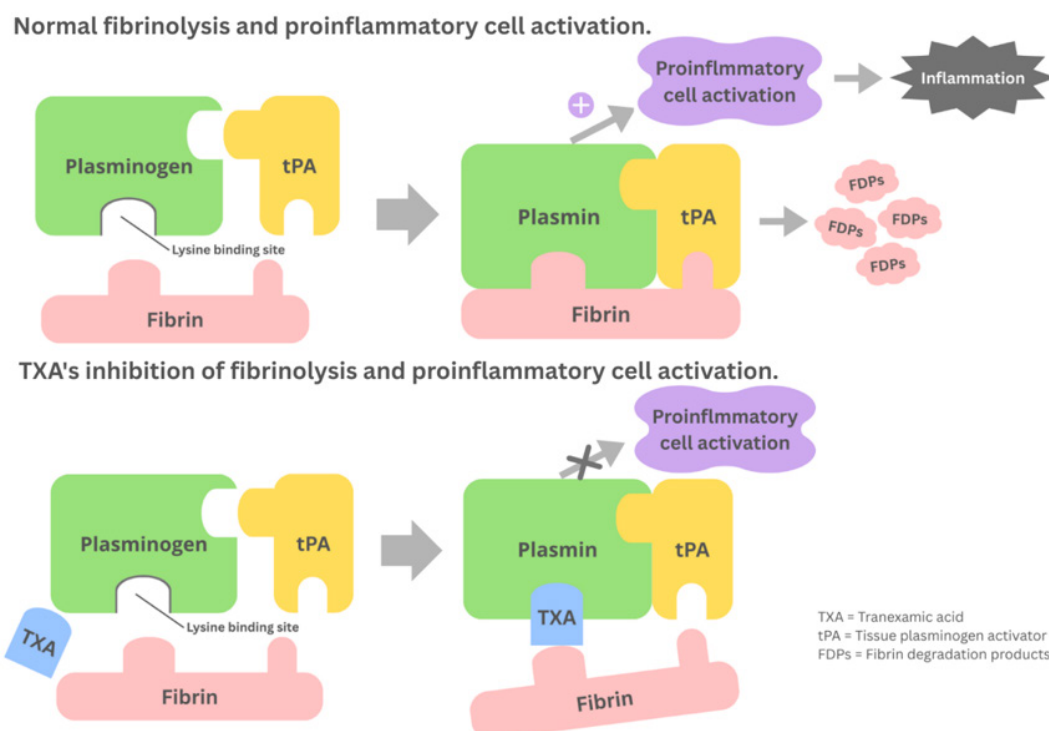 Normal fibrinolysis and proinflammatory cell activation.
Proinflmmatory
cell activation
Inflammation
Plasminogen
tPA
Lysine binding site
Fibrin
Plasmin
tPA
Fibrin
FDPs
FDPs
FDPs
FDPs
TXA's inhibition of fibrinolysis and proinflammatory cell activation.
Proinflmmatory
cell activation
Plasminogen
tPA
Lysine binding site
TXA
Fibrin
Plasmin
tPA
TXA
Fibrin
TXA = Tranexamic acid
tPA = Tissue plasminogen activator
FDPs = Fibrin degradation products